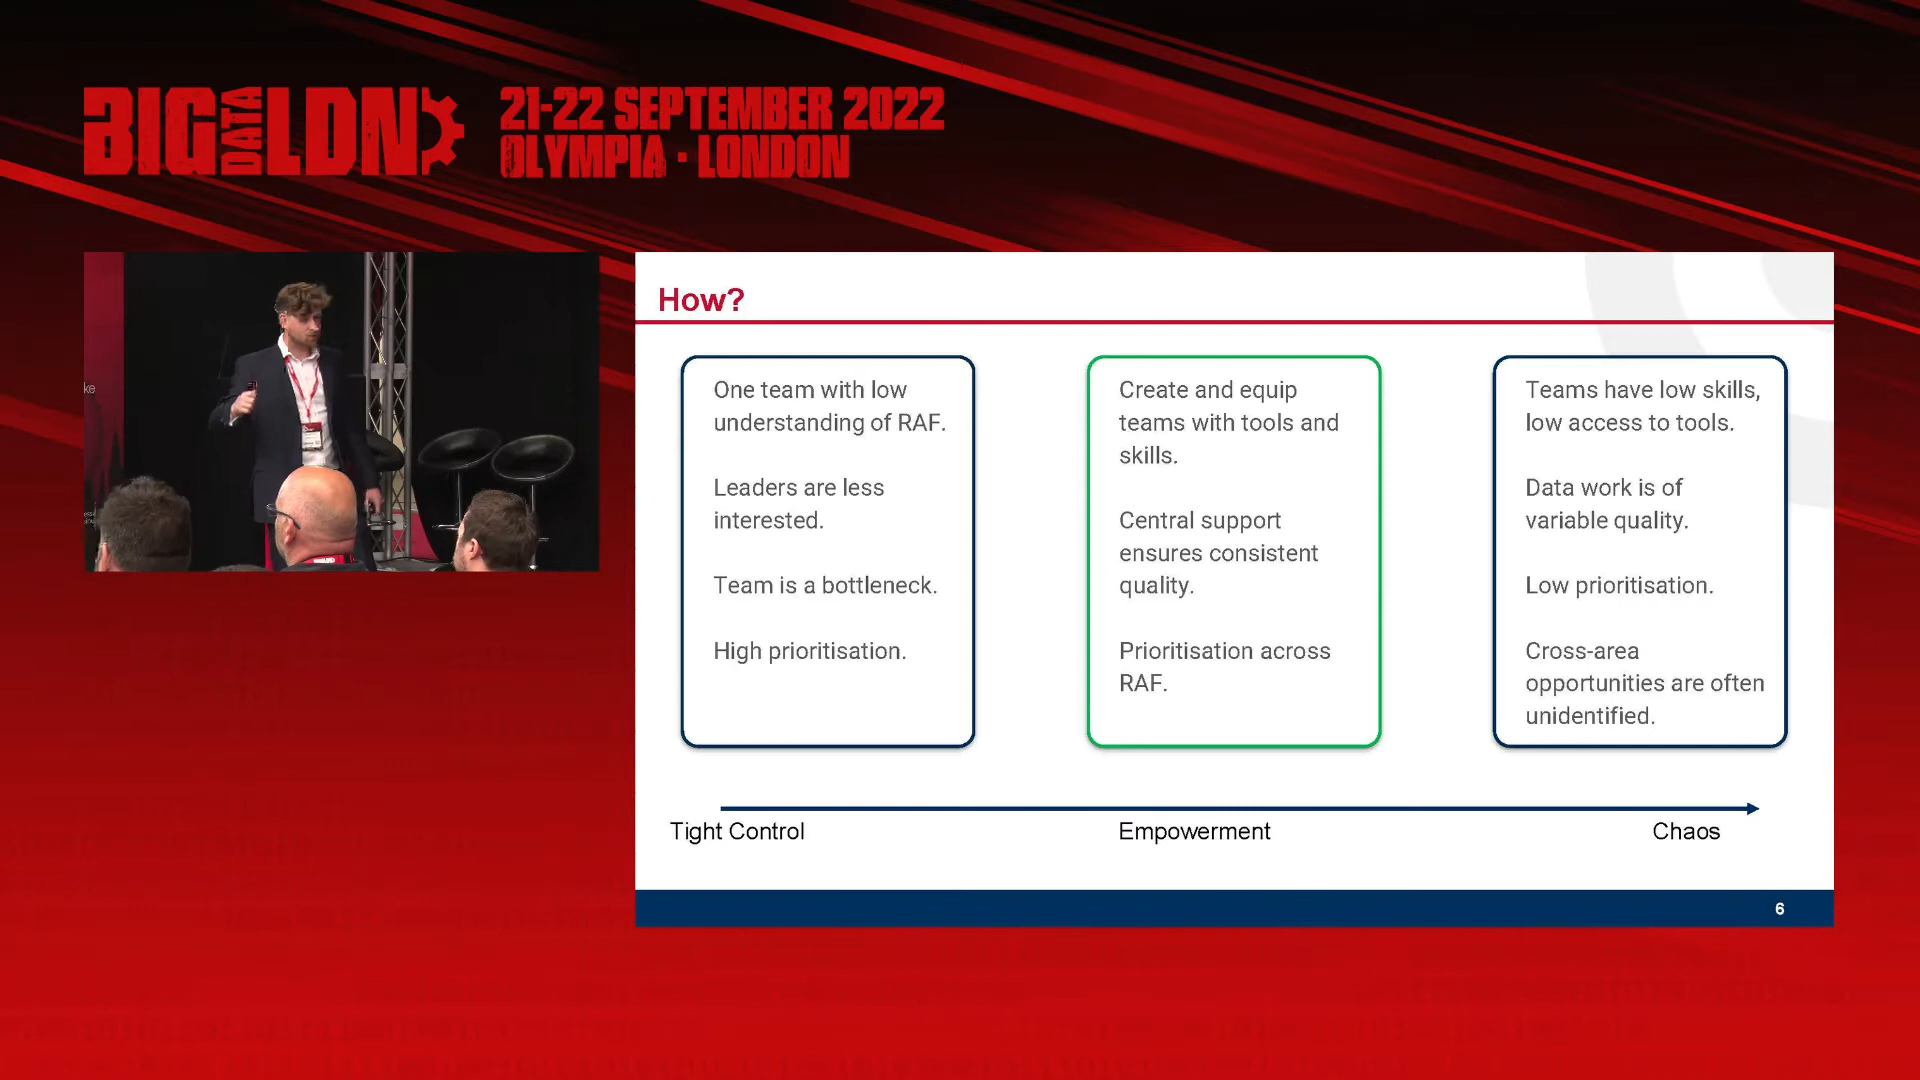 BIG DATA LDN
21-22 SEPTEMBER 2022
OLYMPIA · LONDON
ke
How?
One team with low
understanding of RAF.
Leaders are less
interested.
Team is a bottleneck.
High prioritisation.
Create and equip
teams with tools and
skills.
Central support
ensures consistent
quality.
Prioritisation across
RAF.
Teams have low skills,
low access to tools.
Data work is of
variable quality.
Low prioritisation.
Cross-area
opportunities are often
unidentified.
Tight Control
Empowerment
Chaos
6